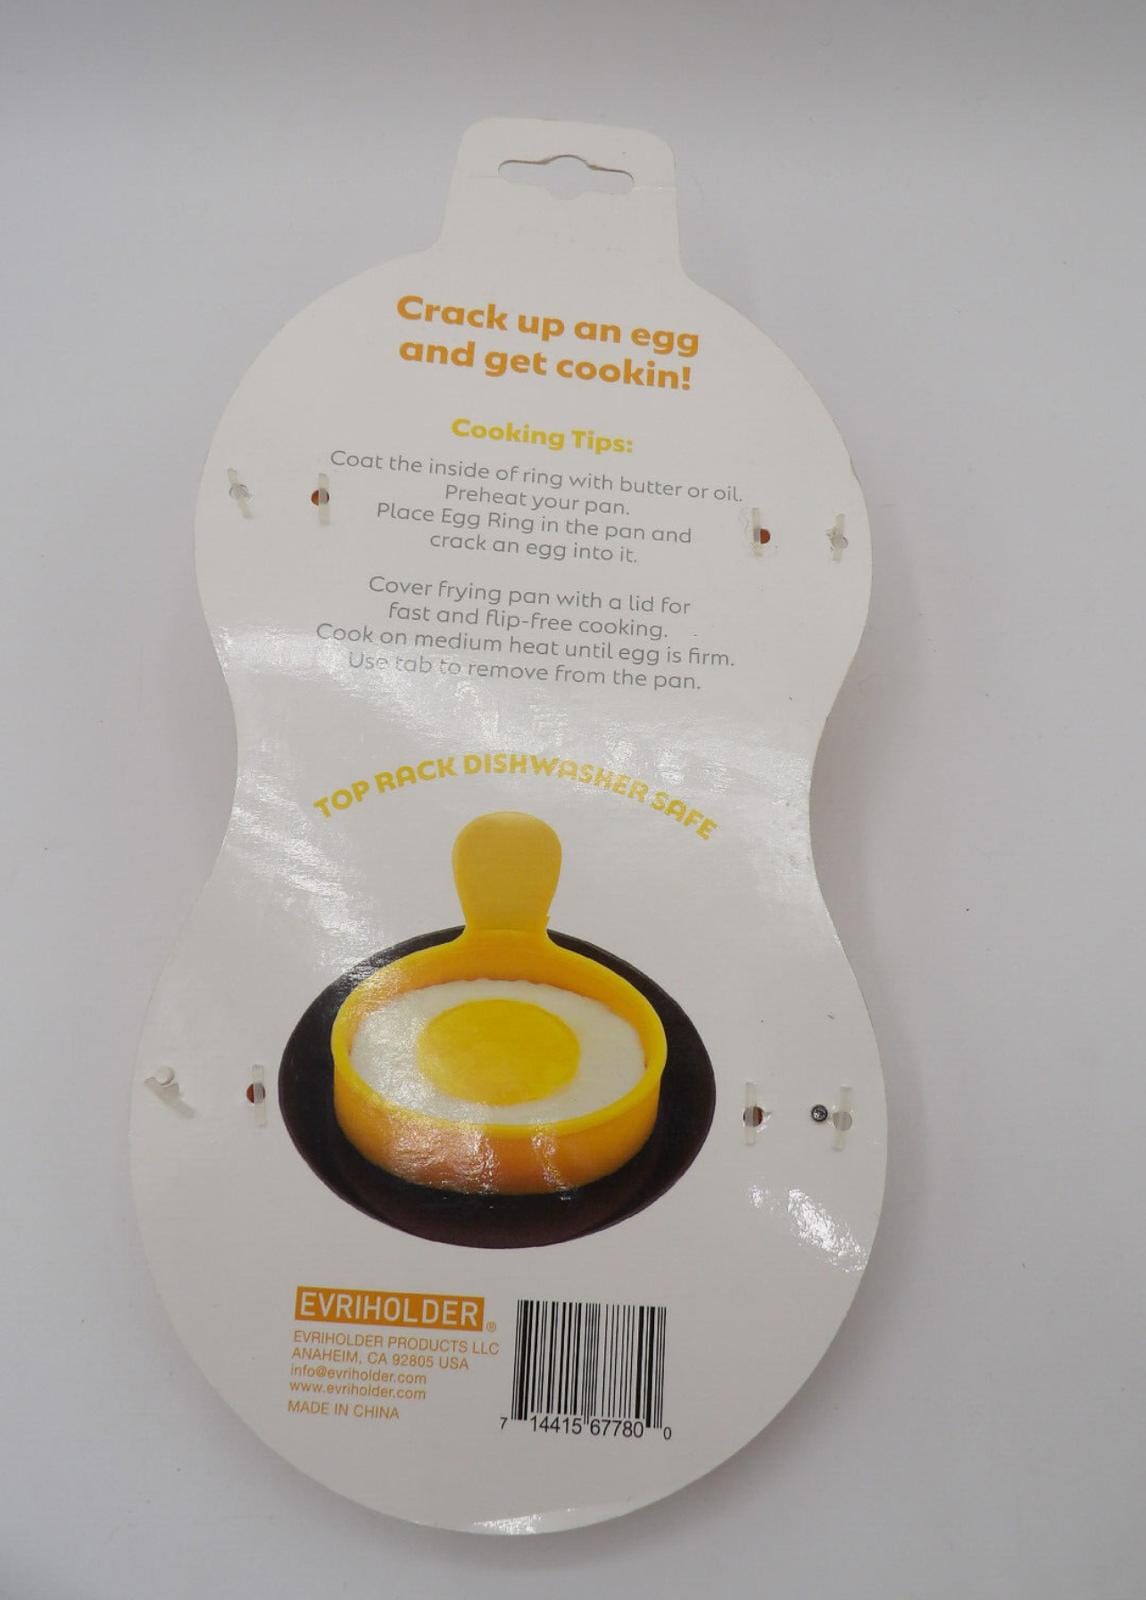 Crack up an egg
and get cookin!
Cooking Tips:
Coat the inside of ring with butter or oil.
Preheat your pan.
Place Egg Ring in the pan and
crack an egg into it.
Cover frying pan with a lid for
fast and flip-free cooking.
Cook on medium heat until egg is firm.
Use tab to remove from the pan.
TOP RACK DISHWASHER SAFE
EVRIHOLDER®
EVRIHOLDER PRODUCTS LLC
ANAHEIM, CA 92805 USA
info@evriholder.com
www.evriholder.com
MADE IN CHINA
7 14415 67780 0